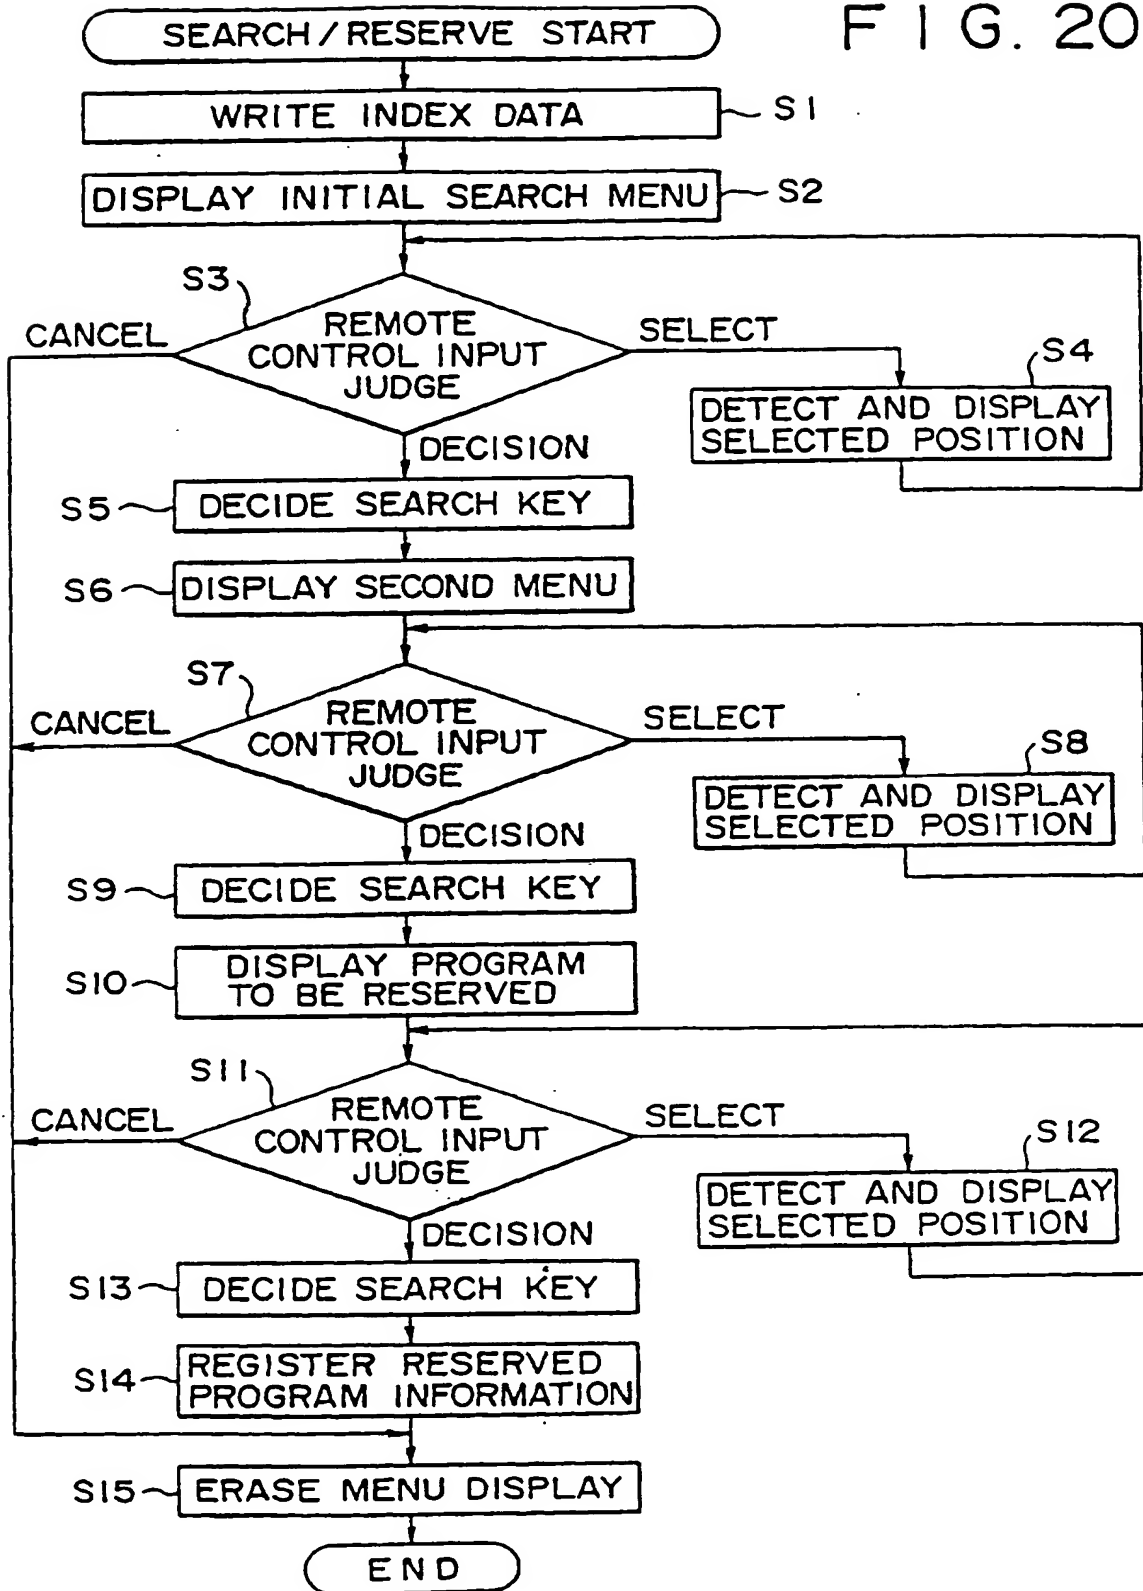 FIG. 20
SEARCH/RESERVE START
WRITE INDEX DATA
S1
DISPLAY INITIAL SEARCH MENU
S2
S3
CANCEL
REMOTE
CONTROL INPUT
JUDGE
SELECT
S4
DETECT AND DISPLAY
SELECTED POSITION
DECISION
S5
DECIDE SEARCH KEY
S6
DISPLAY SECOND MENU
S7
CANCEL
REMOTE
CONTROL INPUT
JUDGE
SELECT
S8
DETECT AND DISPLAY
SELECTED POSITION
DECISION
S9
DECIDE SEARCH KEY
S10
DISPLAY PROGRAM
TO BE RESERVED
S11
CANCEL
REMOTE
CONTROL INPUT
JUDGE
SELECT
S12
DETECT AND DISPLAY
SELECTED POSITION
DECISION
S13
DECIDE SEARCH KEY
S14
REGISTER RESERVED
PROGRAM INFORMATION
S15
ERASE MENU DISPLAY
END